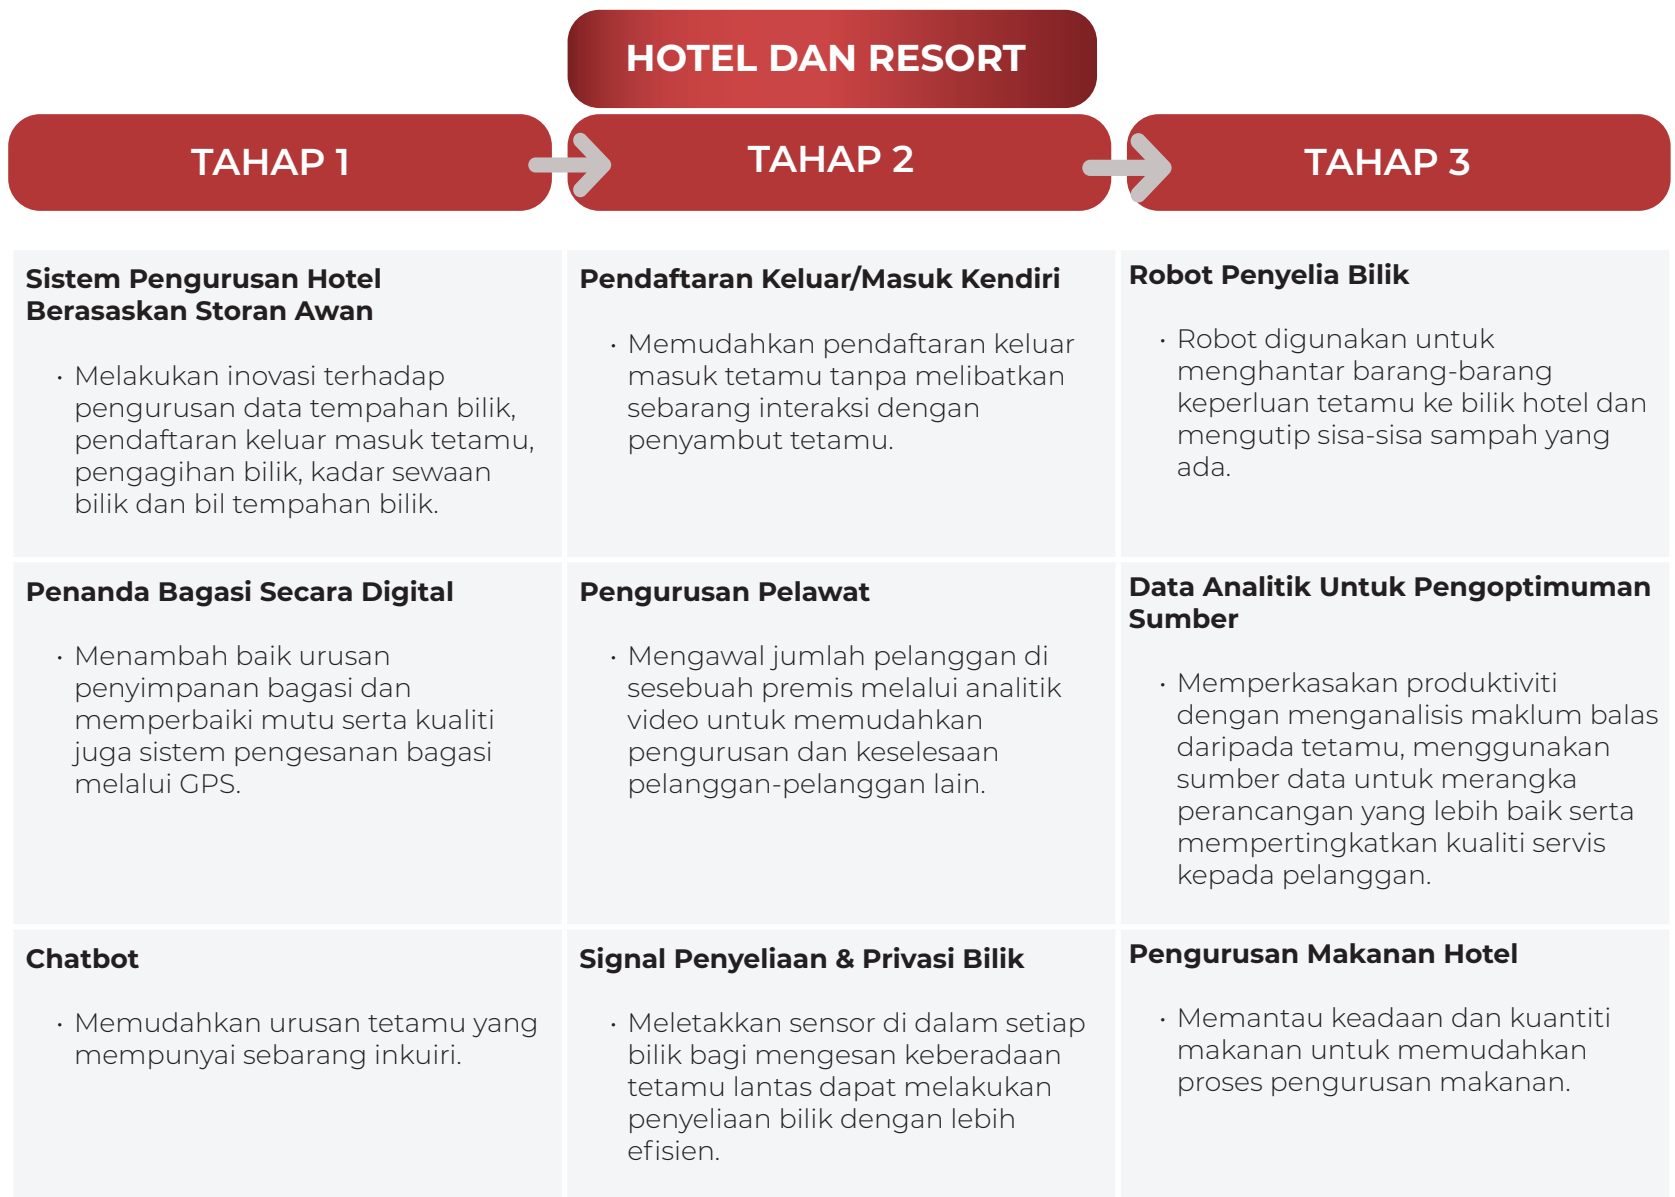 HOTEL DAN RESORT
TAHAP 1
TAHAP 2
TAHAP 3
Sistem Pengurusan Hotel
Berasaskan Storan Awan
· Melakukan inovasi terhadap
pengurusan data tempahan bilik,
pendaftaran keluar masuk tetamu,
pengagihan bilik, kadar sewaan
bilik dan bil tempahan bilik.
Pendaftaran Keluar/Masuk Kendiri
· Memudahkan pendaftaran keluar
masuk tetamu tanpa melibatkan
sebarang interaksi dengan
penyambut tetamu.
Robot Penyelia Bilik
· Robot digunakan untuk
menghantar barang-barang
keperluan tetamu ke bilik hotel dan
mengutip sisa-sisa sampah yang
ada.
Penanda Bagasi Secara Digital
· Menambah baik urusan
penyimpanan bagasi dan
memperbaiki mutu serta kualiti
juga sistem pengesanan bagasi
melalui GPS.
Pengurusan Pelawat
· Mengawal jumlah pelanggan di
sesebuah premis melalui analitik
video untuk memudahkan
pengurusan dan keselesaan
pelanggan-pelanggan lain.
Data Analitik Untuk Pengoptimuman
Sumber
· Memperkasakan produktiviti
dengan menganalisis maklum balas
daripada tetamu, menggunakan
sumber data untuk merangka
perancangan yang lebih baik serta
mempertingkatkan kualiti servis
kepada pelanggan.
Chatbot
· Memudahkan urusan tetamu yang
mempunyai sebarang inkuiri.
Signal Penyeliaan & Privasi Bilik
· Meletakkan sensor di dalam setiap
bilik bagi mengesan keberadaan
tetamu lantas dapat melakukan
penyeliaan bilik dengan lebih
efisien.
Pengurusan Makanan Hotel
· Memantau keadaan dan kuantiti
makanan untuk memudahkan
proses pengurusan makanan.